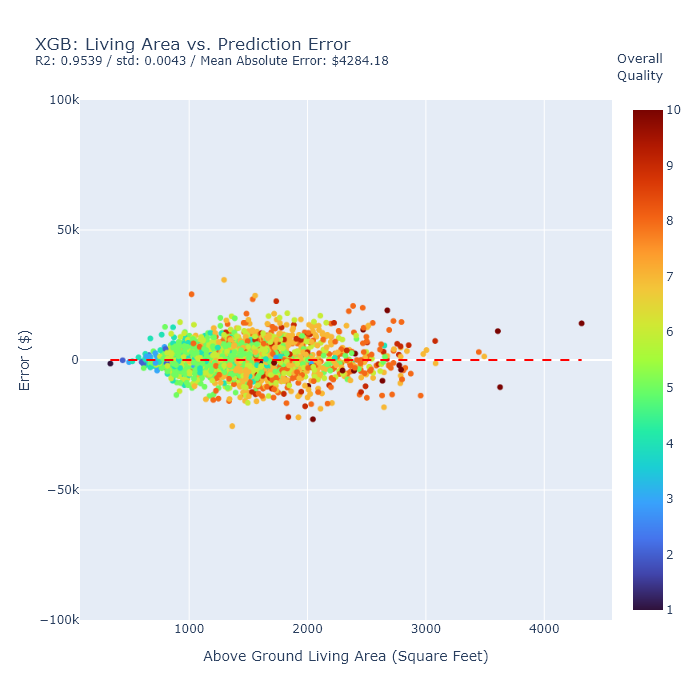 XGB: Living Area vs. Prediction Error
R2: 0.9539 / std: 0.0043 / Mean Absolute Error: $4284.18
Overall
Quality
100k
50k
0
−50k
−100k
Error ($)
1000
2000
3000
4000
Above Ground Living Area (Square Feet)
10
9
8
7
6
5
4
3
2
1